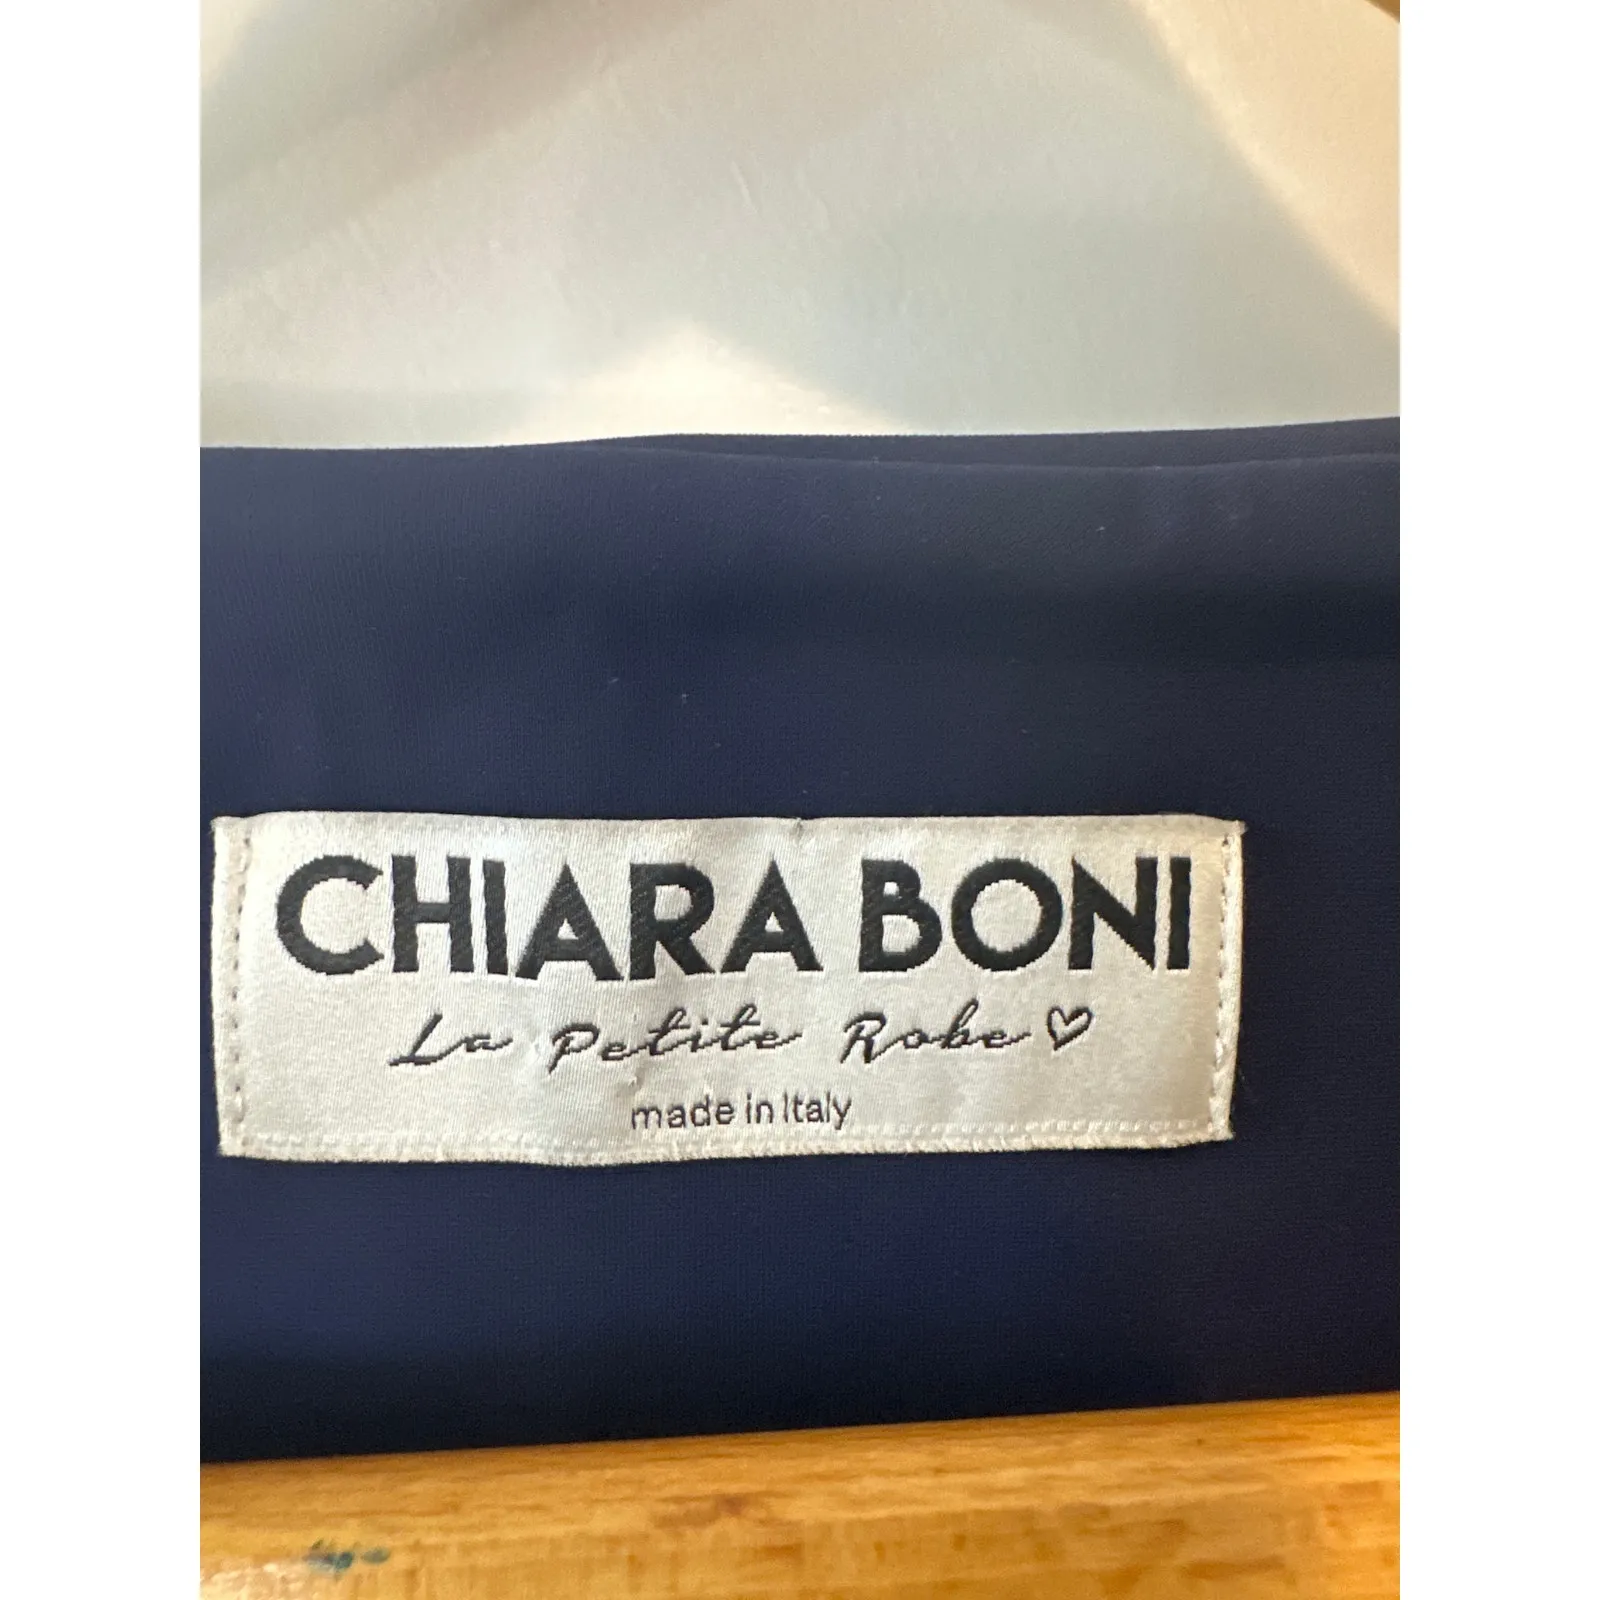 CHIARA BONI
La Petite Robe ♡
made in Italy